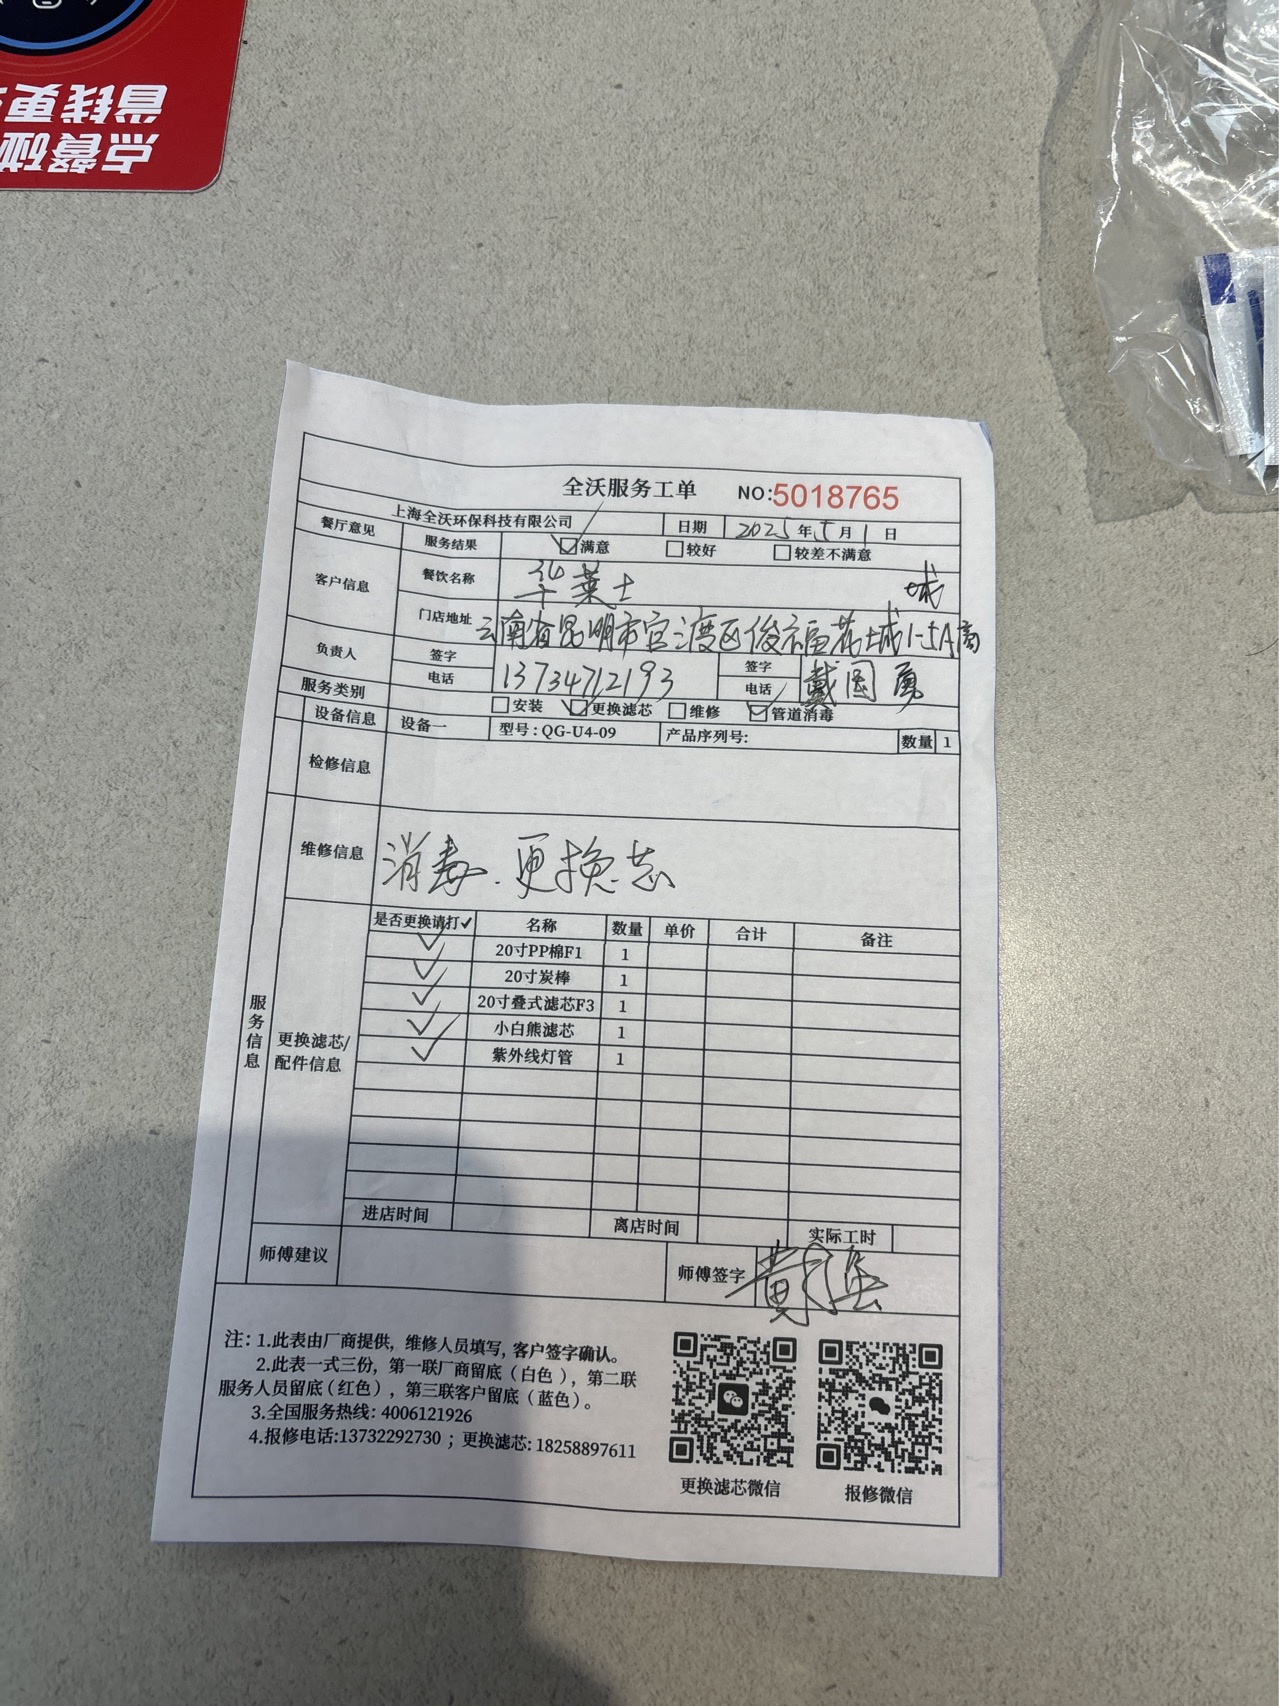 省钱更
点餐碰
全沃服务工单 NO:5018765
上海全沃环保科技有限公司 日期 2025年5月1日
餐厅意见 服务结果 ☑满意 □较好 □较差不满意
客户信息 餐饮名称 华莱士 城
门店地址 云南省昆明市官渡区俊福花城1-5A商
负责人 签字 电话 13734712193 签字 电话 戴国勇
服务类别 □安装 ☑更换滤芯 □维修 ☑管道消毒
设备信息 设备一 型号:QG-U4-09 产品序列号: 数量 1
检修信息
维修信息 消毒.更换芯
服务信息
更换滤芯/配件信息
是否更换请打✓ 名称 数量 单价 合计 备注
✓ 20寸PP棉F1 1
✓ 20寸炭棒 1
✓ 20寸叠式滤芯F3 1
✓ 小白熊滤芯 1
✓ 紫外线灯管 1
进店时间 离店时间 实际工时
师傅建议 师傅签字
注:1.此表由厂商提供,维修人员填写,客户签字确认。
2.此表一式三份,第一联厂商留底(白色),第二联
服务人员留底(红色),第三联客户留底(蓝色)。
3.全国服务热线:4006121926
4.报修电话:13732292730;更换滤芯:18258897611
更换滤芯微信 报修微信